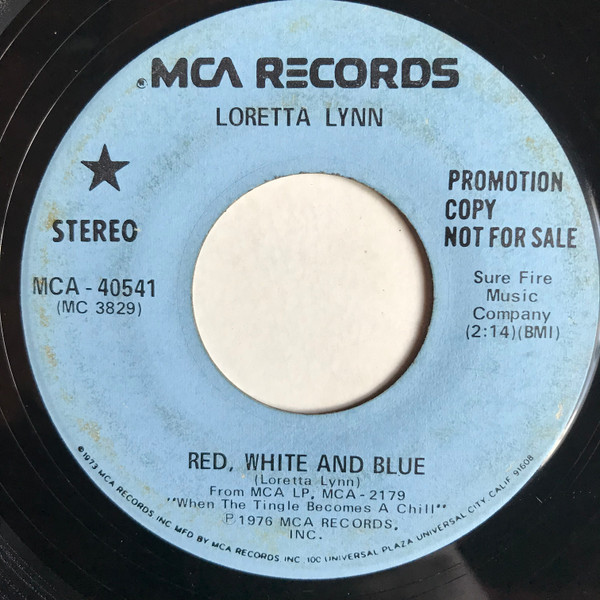 ® MCA RECORDS
LORETTA LYNN
★
STEREO
MCA - 40541
(MC 3829)
PROMOTION
COPY
NOT FOR SALE
Sure Fire
Music
Company
(2:14)(BMI)
RED, WHITE AND BLUE
(Loretta Lynn)
From MCA LP, MCA-2179
"When The Tingle Becomes A Chill"
℗ 1976 MCA RECORDS,
INC.
©1973 MCA RECORDS INC MFD BY MCA RECORDS INC 100 UNIVERSAL PLAZA UNIVERSAL CITY CALIF 91608